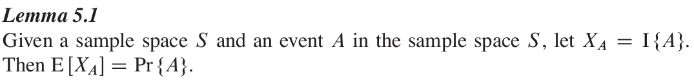 Lemma 5.1
Given a sample space S and an event A in the sample space S, let X_A = I{A}.
Then E[X_A] = Pr{A}.